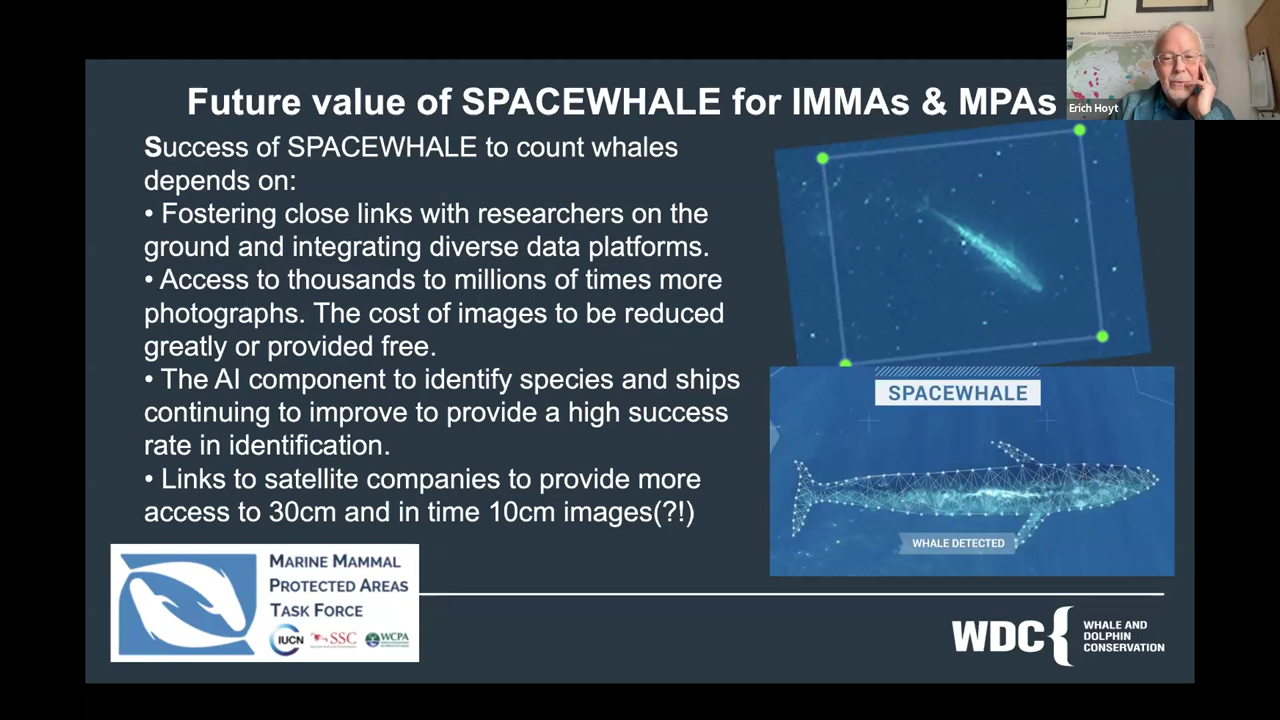 Future value of SPACEWHALE for IMMAs & MPAs
Erich Hoyt
Success of SPACEWHALE to count whales
depends on:
• Fostering close links with researchers on the
ground and integrating diverse data platforms.
• Access to thousands to millions of times more
photographs. The cost of images to be reduced
greatly or provided free.
• The AI component to identify species and ships
continuing to improve to provide a high success
rate in identification.
• Links to satellite companies to provide more
access to 30cm and in time 10cm images(?!)
SPACEWHALE
WHALE DETECTED
MARINE MAMMAL
PROTECTED AREAS
TASK FORCE
IUCN SSC WCPA
WDC
WHALE AND
DOLPHIN
CONSERVATION